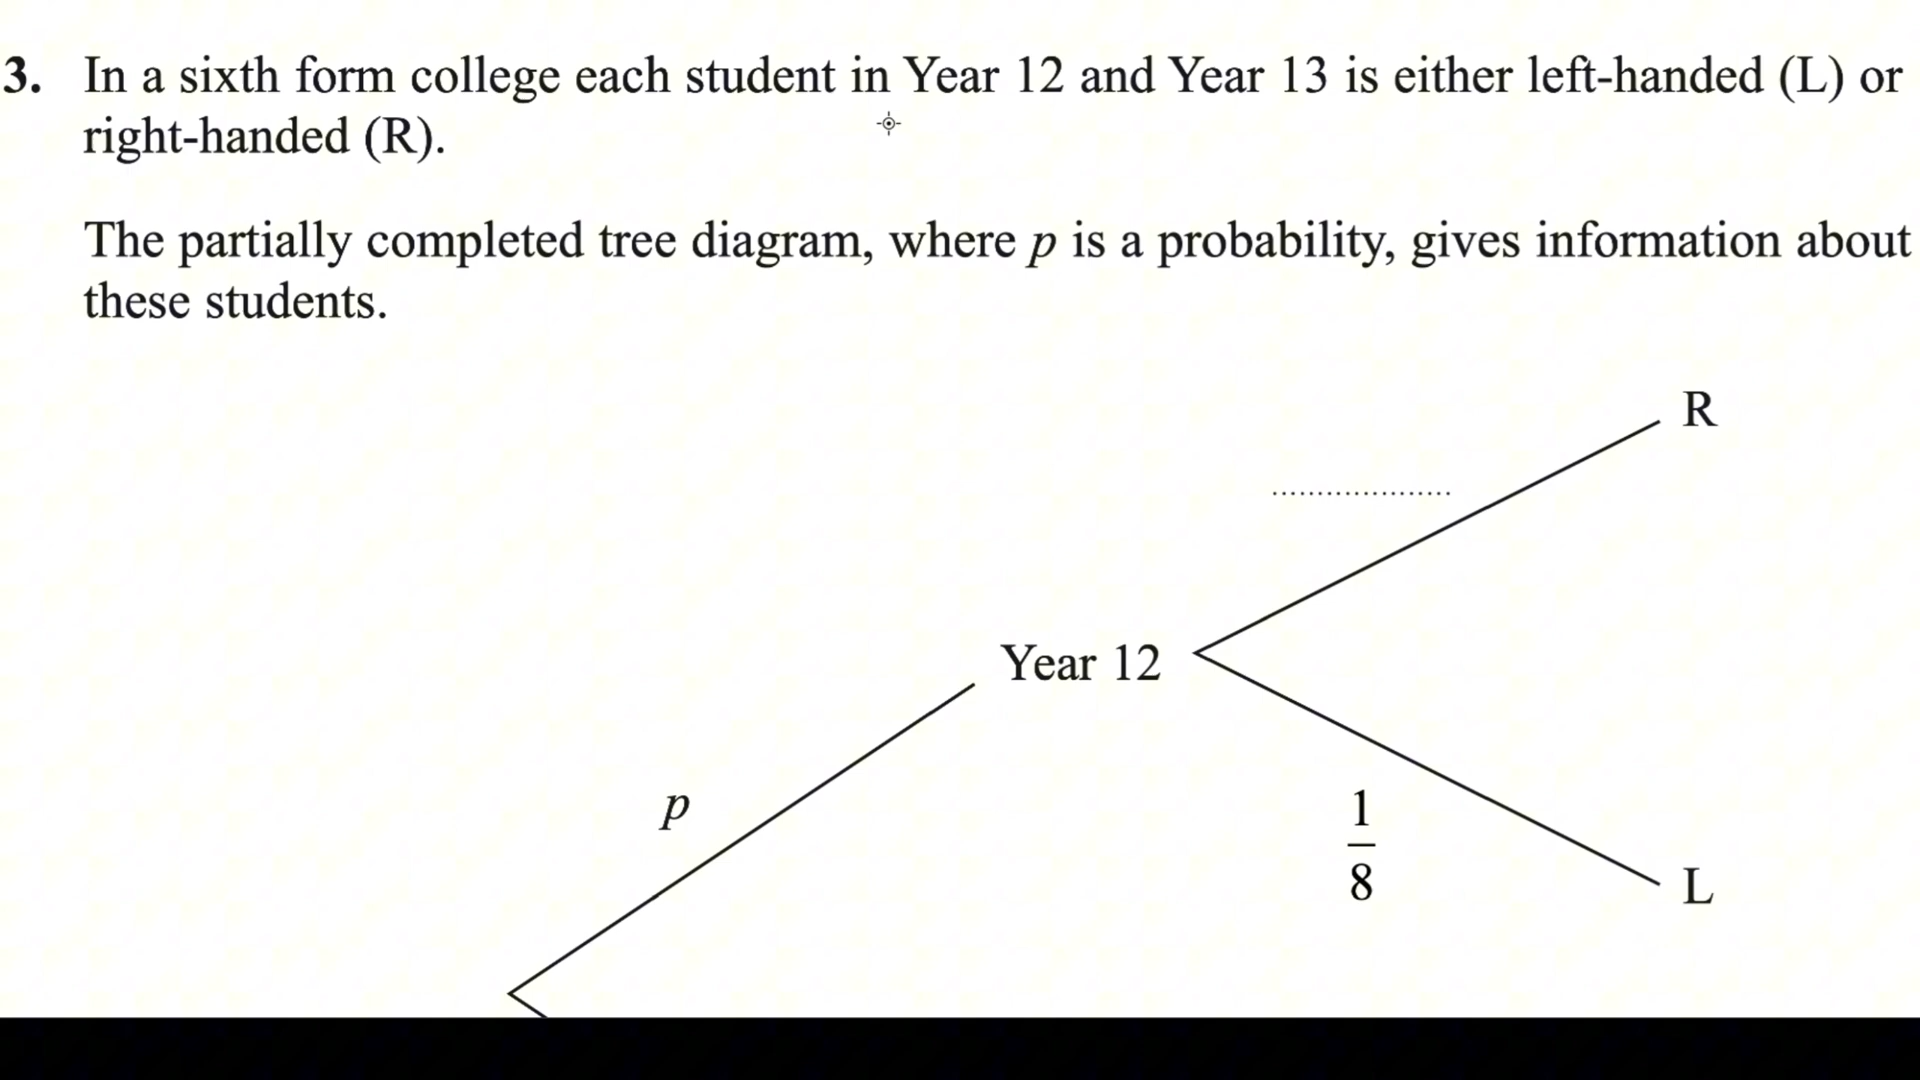 3. In a sixth form college each student in Year 12 and Year 13 is either left-handed (L) or
right-handed (R).
The partially completed tree diagram, where p is a probability, gives information about
these students.
R
....................
Year 12
p
1
8
L